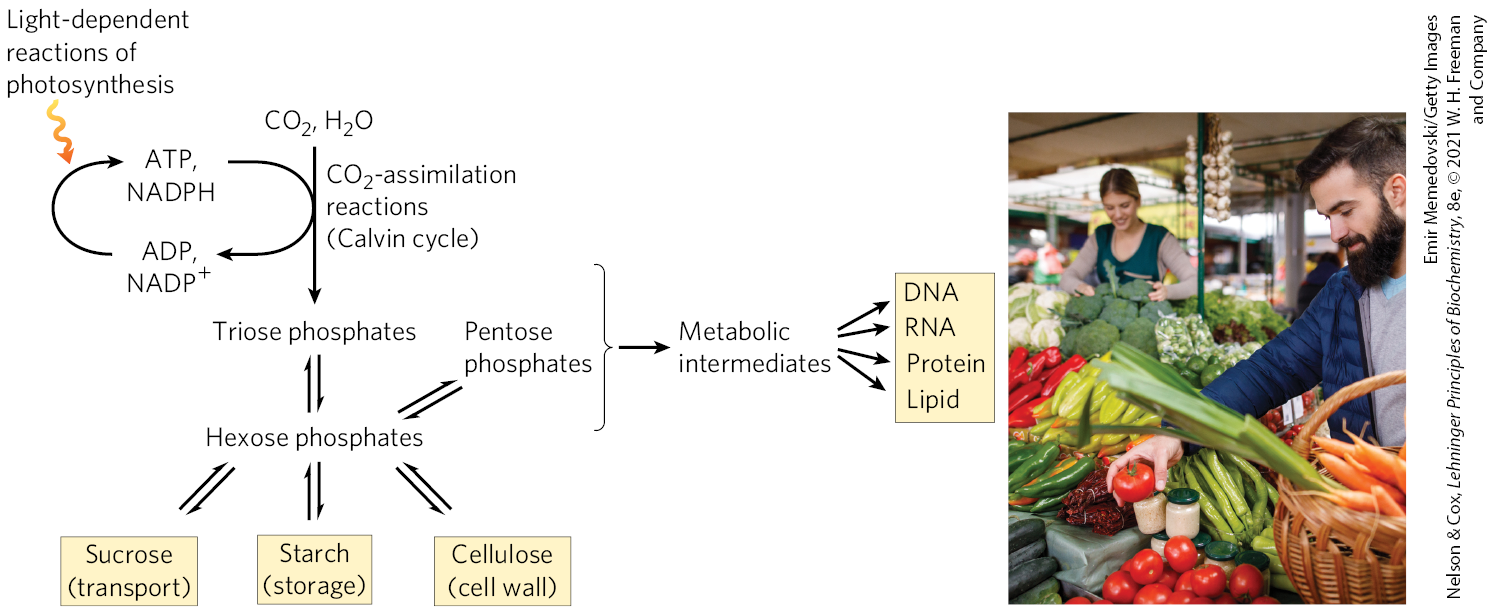 Light-dependent
reactions of
photosynthesis
CO₂, H₂O
ATP,
NADPH
CO₂-assimilation
reactions
(Calvin cycle)
ADP,
NADP⁺
Triose phosphates
Pentose
phosphates
Metabolic
intermediates
DNA
RNA
Protein
Lipid
Hexose phosphates
Sucrose
(transport)
Starch
(storage)
Cellulose
(cell wall)
Emir Memedovski/Getty Images
Nelson & Cox, Lehninger Principles of Biochemistry, 8e, © 2021 W. H. Freeman
and Company